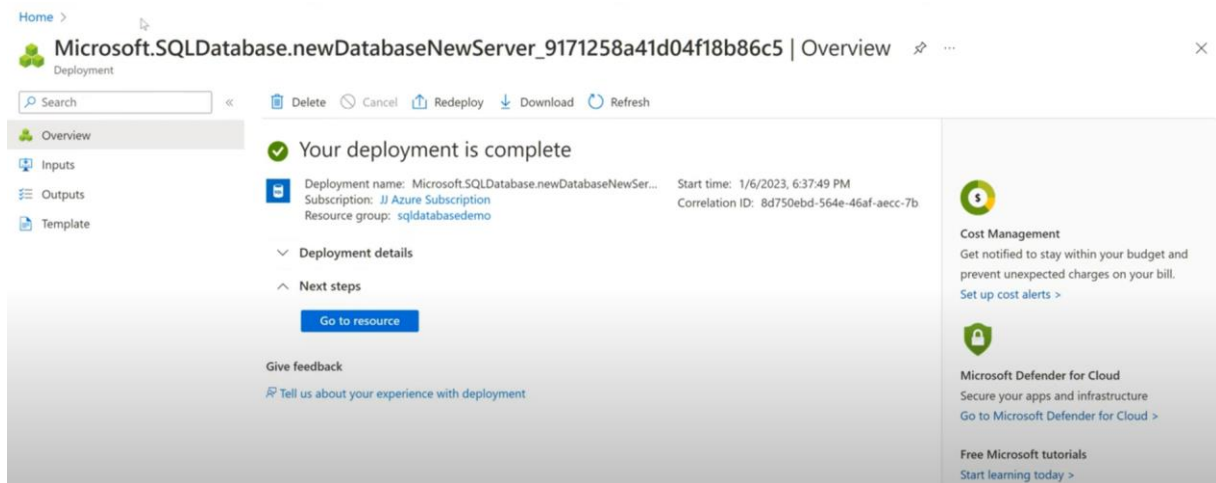 Home >
Microsoft.SQLDatabase.newDatabaseNewServer_9171258a41d04f18b86c5 | Overview
Deployment
Search
Delete Cancel Redeploy Download Refresh
Overview
Inputs
Outputs
Template
Your deployment is complete
Deployment name: Microsoft.SQLDatabase.newDatabaseNewSer...
Subscription: JJ Azure Subscription
Resource group: sqldatabasedemo
Start time: 1/6/2023, 6:37:49 PM
Correlation ID: 8d750ebd-564e-46af-aecc-7b
Deployment details
Next steps
Go to resource
Give feedback
Tell us about your experience with deployment
Cost Management
Get notified to stay within your budget and
prevent unexpected charges on your bill.
Set up cost alerts >
Microsoft Defender for Cloud
Secure your apps and infrastructure
Go to Microsoft Defender for Cloud >
Free Microsoft tutorials
Start learning today >